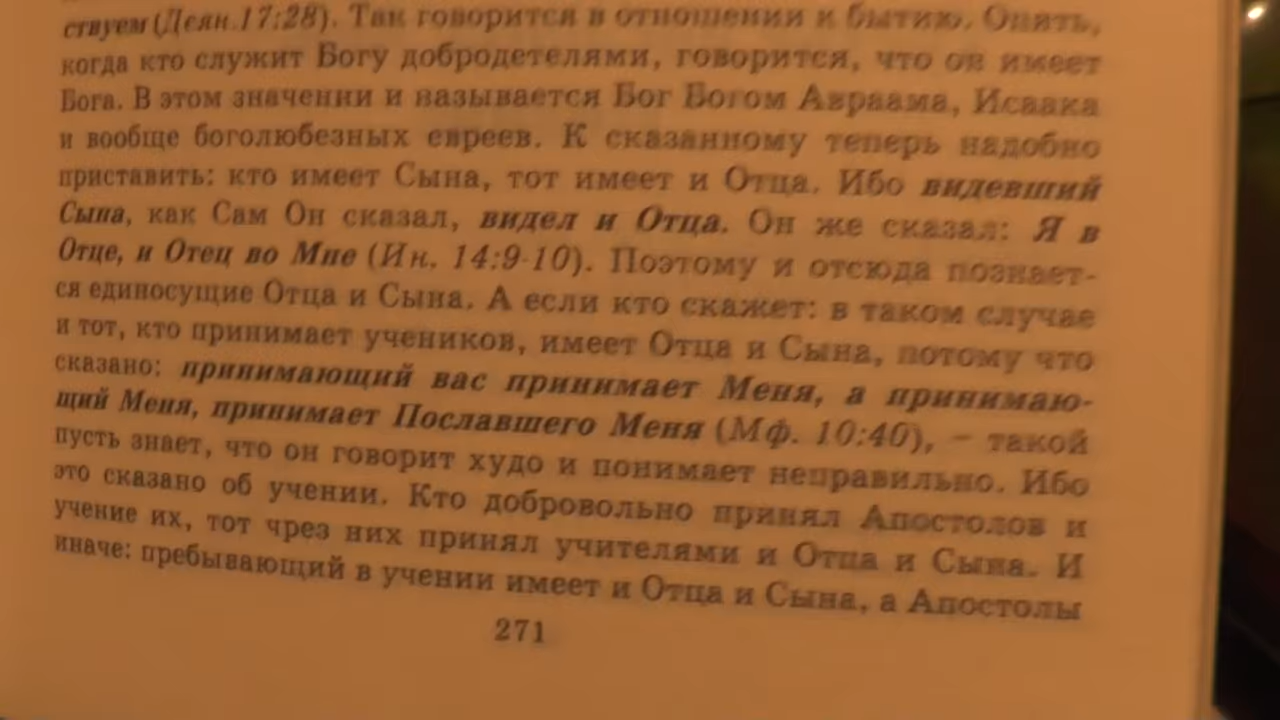 ствуем (Деян.17:28). Так говорится в отношении к бытию. Опять,
когда кто служит Богу добродетелями, говорится, что он имеет
Бога. В этом значении и называется Бог Богом Авраама, Исаака
и вообще боголюбезных евреев. К сказанному теперь надобно
приставить: кто имеет Сына, тот имеет и Отца. Ибо видевший
Сына, как Сам Он сказал, видел и Отца. Он же сказал: Я в
Отце, и Отец во Мне (Ин. 14:9-10). Поэтому и отсюда познает-
ся единосущие Отца и Сына. А если кто скажет: в таком случае
и тот, кто принимает учеников, имеет Отца и Сына, потому что
сказано: принимающий вас принимает Меня, а принимаю-
щий Меня, принимает Пославшего Меня (Мф. 10:40), – такой
пусть знает, что он говорит худо и понимает неправильно. Ибо
это сказано об учении. Кто добровольно принял Апостолов и
учение их, тот чрез них принял учителями и Отца и Сына. И
иначе: пребывающий в учении имеет и Отца и Сына, а Апостолы
271